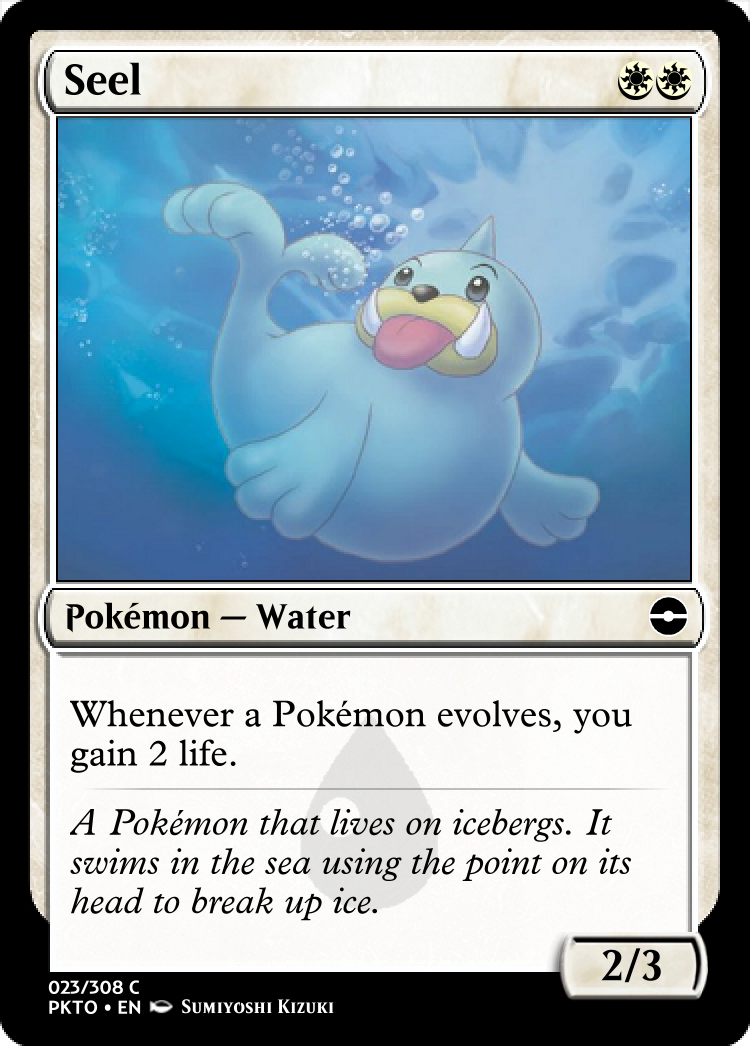 Seel
Pokémon — Water
Whenever a Pokémon evolves, you
gain 2 life.
A Pokémon that lives on icebergs. It
swims in the sea using the point on its
head to break up ice.
2/3
023/308 C
PKTO • EN Sumiyoshi Kizuki